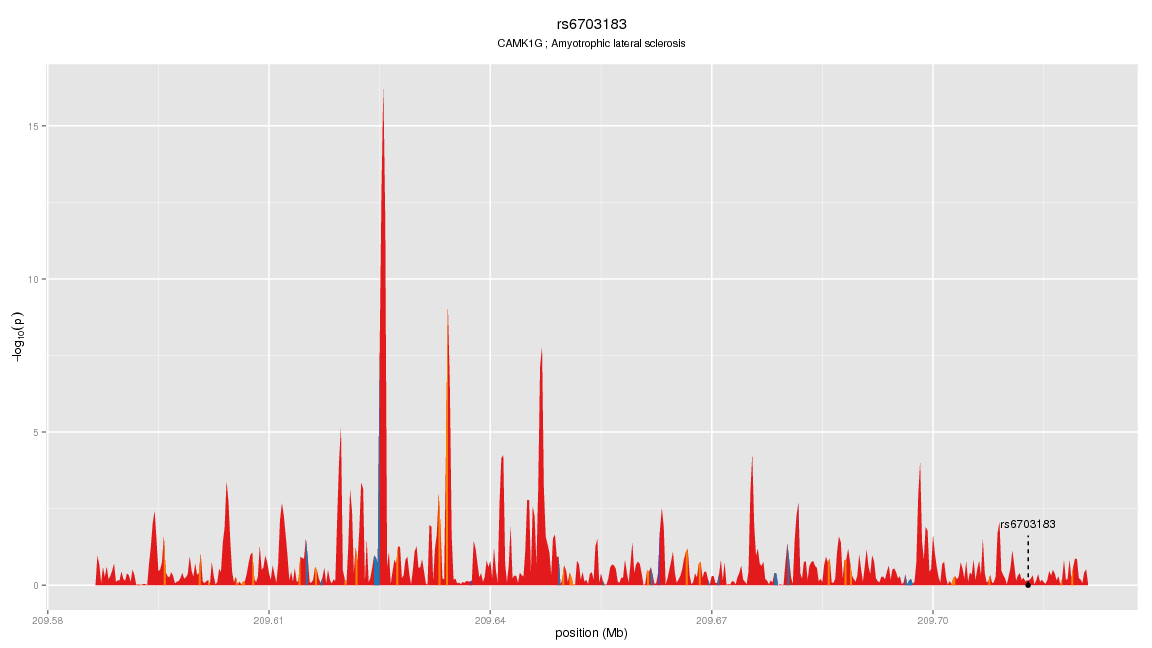 rs6703183
CAMK1G ; Amyotrophic lateral sclerosis
15
10
5
0
−log10(p)
rs6703183
209.58
209.61
209.64
209.67
209.70
position (Mb)